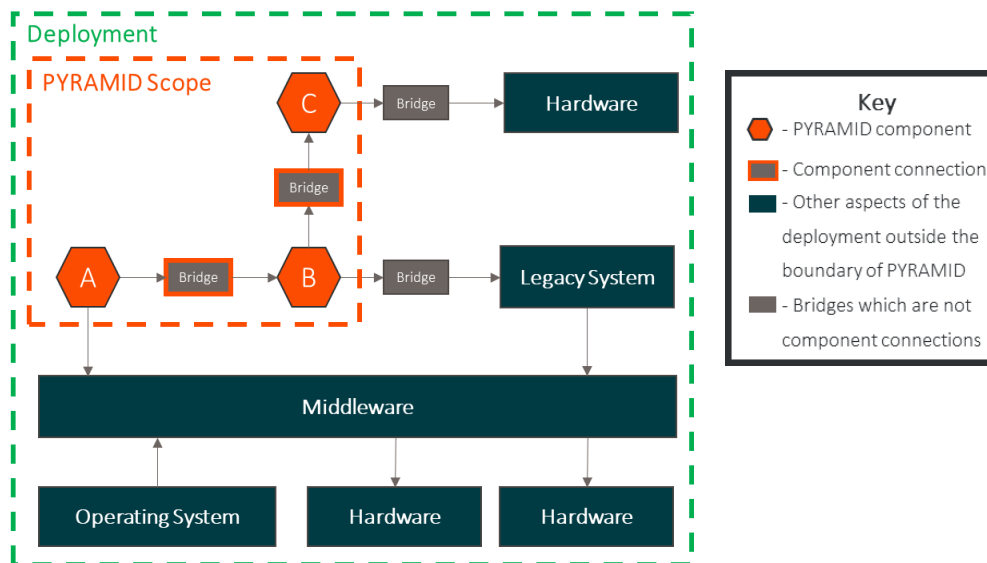 Deployment
PYRAMID Scope
C
Bridge
Hardware
Bridge
A
Bridge
B
Bridge
Legacy System
Middleware
Operating System
Hardware
Hardware
Key
- PYRAMID component
- Component connection
- Other aspects of the
deployment outside the
boundary of PYRAMID
- Bridges which are not
component connections